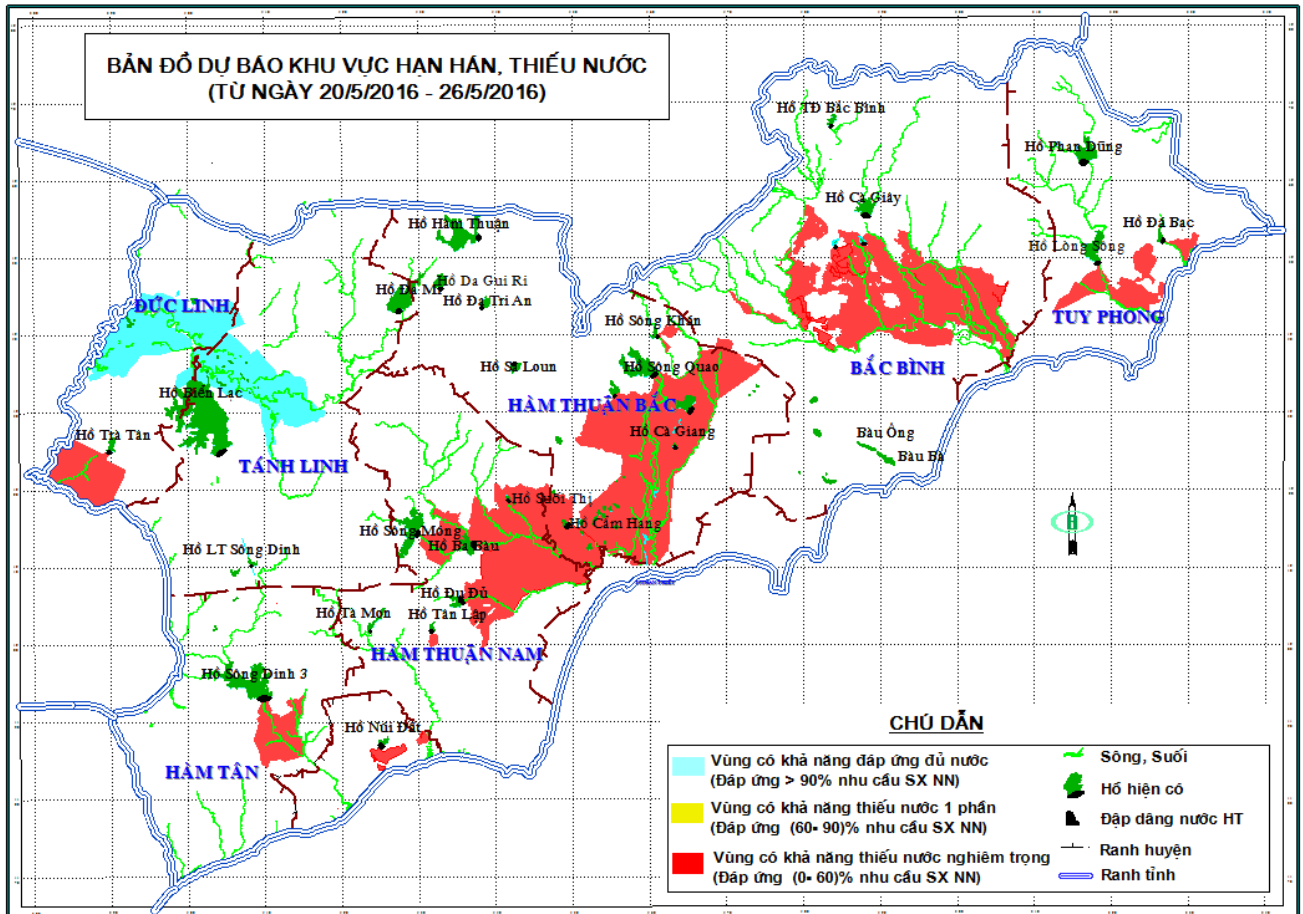 BẢN ĐỒ DỰ BÁO KHU VỰC HẠN HÁN, THIẾU NƯỚC
(TỪ NGÀY 20/5/2016 - 26/5/2016)
Hồ TĐ Bắc Bình
Hồ Phan Dũng
Hồ Cà Giây
Hồ Đá Bạc
Hồ Lòng Sông
Hồ Hàm Thuận
Hồ Da Gui Ri
Hồ Đa Mi
Hồ Đạ Tri An
ĐỨC LINH
TUY PHONG
Hồ Sông Khán
BẮC BÌNH
Hồ Sông Quao
Hồ Biển Lạc
HÀM THUẬN BẮC
Hồ Trà Tân
Hồ Cà Giang
Bàu Ông
Bàu Bà
TÁNH LINH
Hồ Suối Thị
Hồ Cẩm Hang
Hồ Sông Móng
Hồ Ba Bàu
Hồ LT Sông Dinh
Hồ Đu Đủ
Hồ Tà Mon
Hồ Tân Lập
HÀM THUẬN NAM
Hồ Sông Dinh 3
Hồ Núi Đất
HÀM TÂN
CHÚ DẪN
Vùng có khả năng đáp ứng đủ nước
(Đáp ứng > 90% nhu cầu SX NN)
Vùng có khả năng thiếu nước 1 phần
(Đáp ứng (60- 90)% nhu cầu SX NN)
Vùng có khả năng thiếu nước nghiêm trọng
(Đáp ứng (0- 60)% nhu cầu SX NN)
Sông, Suối
Hồ hiện có
Đập dâng nước HT
Ranh huyện
Ranh tỉnh